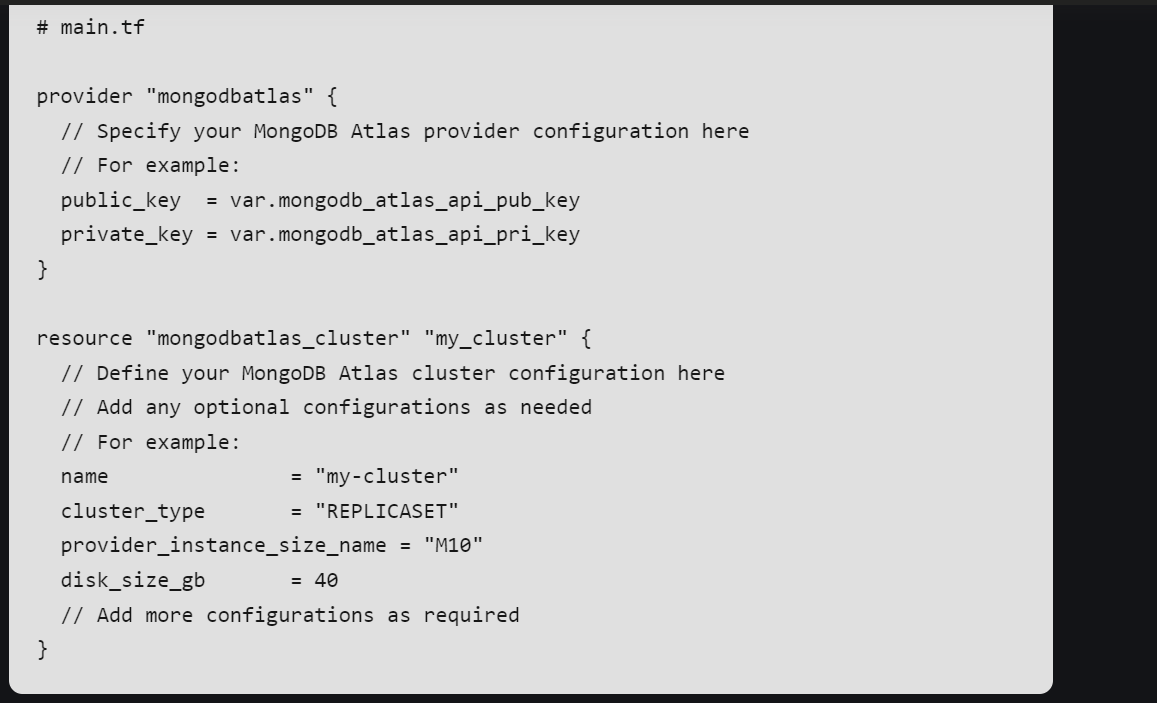 # main.tf
provider "mongodbatlas" {
  // Specify your MongoDB Atlas provider configuration here
  // For example:
  public_key  = var.mongodb_atlas_api_pub_key
  private_key = var.mongodb_atlas_api_pri_key
}
resource "mongodbatlas_cluster" "my_cluster" {
  // Define your MongoDB Atlas cluster configuration here
  // Add any optional configurations as needed
  // For example:
  name               = "my-cluster"
  cluster_type       = "REPLICASET"
  provider_instance_size_name = "M10"
  disk_size_gb       = 40
  // Add more configurations as required
}